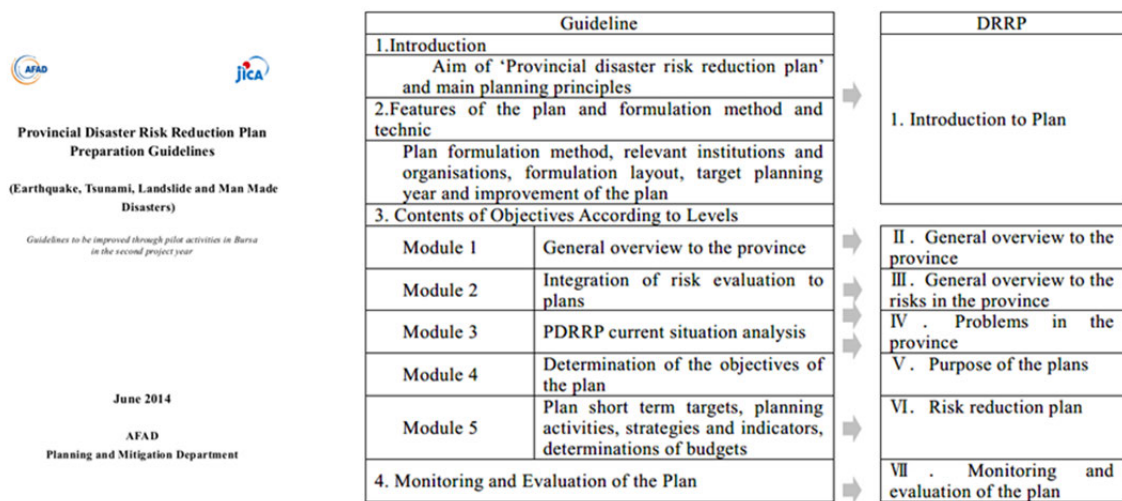 AFAD
jICA
Provincial Disaster Risk Reduction Plan
Preparation Guidelines
(Earthquake, Tsunami, Landslide and Man Made
Disasters)
Guidelines to be improved through pilot activities in Bursa
in the second project year
June 2014
AFAD
Planning and Mitigation Department
Guideline
1.Introduction
Aim of ‘Provincial disaster risk reduction plan’
and main planning principles
2.Features of the plan and formulation method and
technic
Plan formulation method, relevant institutions and
organisations, formulation layout, target planning
year and improvement of the plan
3. Contents of Objectives According to Levels
Module 1
General overview to the province
Module 2
Integration of risk evaluation to
plans
Module 3
PDRRP current situation analysis
Module 4
Determination of the objectives of
the plan
Module 5
Plan short term targets, planning
activities, strategies and indicators,
determinations of budgets
4. Monitoring and Evaluation of the Plan
DRRP
1. Introduction to Plan
Ⅱ. General overview to the
province
Ⅲ. General overview to the
risks in the province
Ⅳ . Problems in the
province
Ⅴ. Purpose of the plans
Ⅵ. Risk reduction plan
Ⅶ . Monitoring and
evaluation of the plan